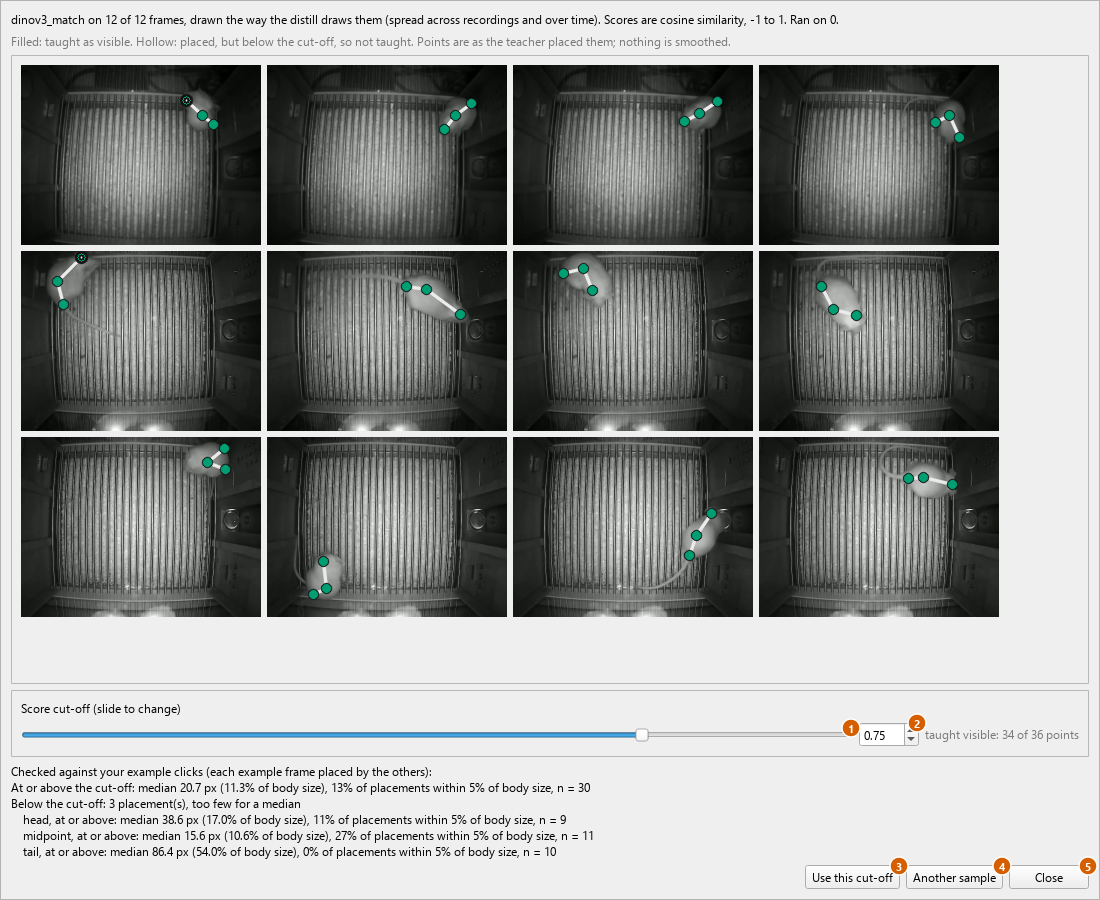 dinov3_match on 12 of 12 frames, drawn the way the distill draws them (spread across recordings and over time). Scores are cosine similarity, -1 to 1. Ran on 0.
Filled: taught as visible. Hollow: placed, but below the cut-off, so not taught. Points are as the teacher placed them; nothing is smoothed.
Score cut-off (slide to change)
1
0.75
2
taught visible: 34 of 36 points
Checked against your example clicks (each example frame placed by the others):
At or above the cut-off: median 20.7 px (11.3% of body size), 13% of placements within 5% of body size, n = 30
Below the cut-off: 3 placement(s), too few for a median
head, at or above: median 38.6 px (17.0% of body size), 11% of placements within 5% of body size, n = 9
midpoint, at or above: median 15.6 px (10.6% of body size), 27% of placements within 5% of body size, n = 11
tail, at or above: median 86.4 px (54.0% of body size), 0% of placements within 5% of body size, n = 10
Use this cut-off
3
Another sample
4
Close
5